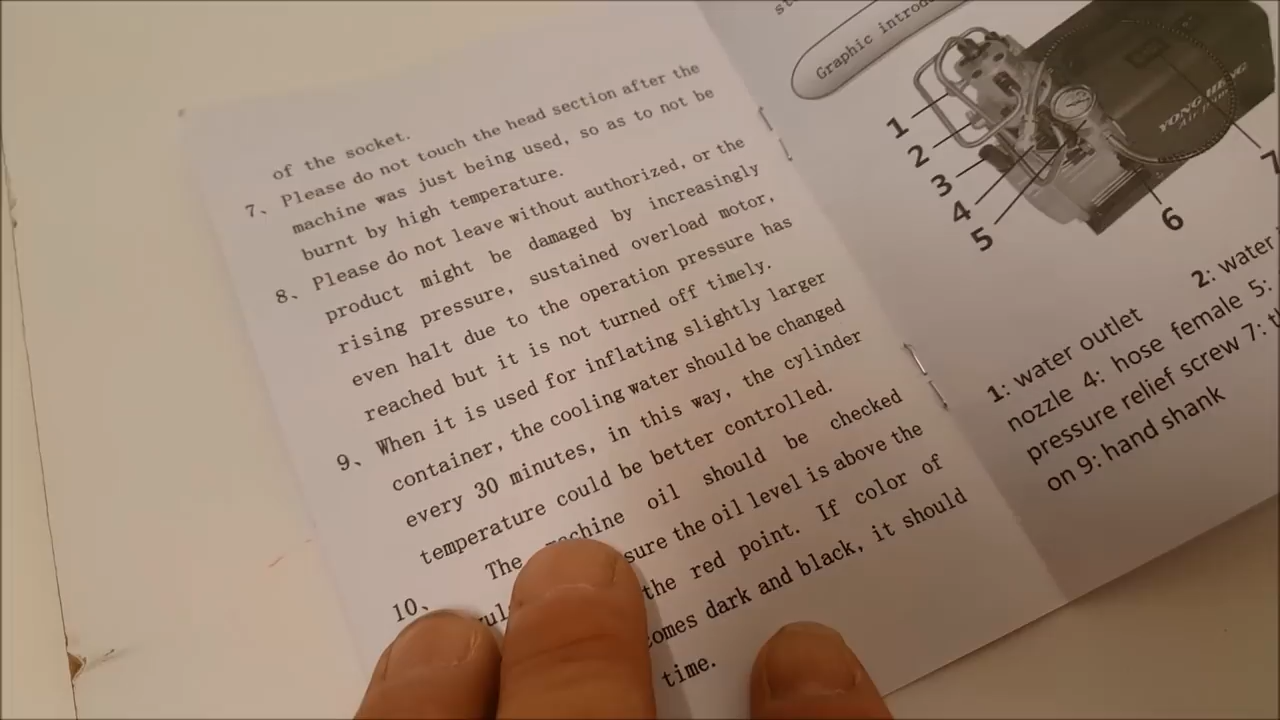 of the socket.
7、 Please do not touch the head section after the
machine was just being used, so as to not be
burnt by high temperature.
8、 Please do not leave without authorized, or the
product might be damaged by increasingly
rising pressure, sustained overload motor,
even halt due to the operation pressure has
reached but it is not turned off timely.
9、 When it is used for inflating slightly larger
container, the cooling water should be changed
every 30 minutes, in this way, the cylinder
temperature could be better controlled.
10、 The machine oil should be checked
sure the oil level is above the
the red point. If color of
comes dark and black, it should
time.
Graphic
1
2
3
4
5
6
7
YONG HENG
1: water outlet 2: water
nozzle 4: hose female 5:
pressure relief screw 7:
on 9: hand shank